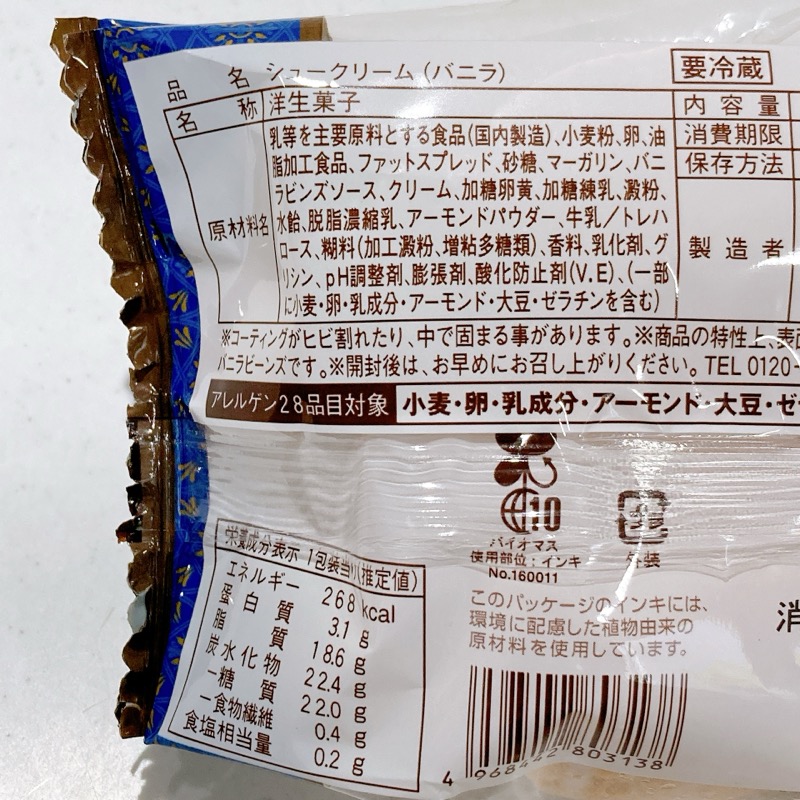 品名 シュークリーム(バニラ)
要冷蔵
名称 洋生菓子
内容量
消費期限
保存方法
製造者
原材料名
乳等を主要原料とする食品(国内製造)、小麦粉、卵、油
脂加工食品、ファットスプレッド、砂糖、マーガリン、バニ
ラビンズソース、クリーム、加糖卵黄、加糖練乳、澱粉、
水飴、脱脂濃縮乳、アーモンドパウダー、牛乳/トレハ
ロース、糊料(加工澱粉、増粘多糖類)、香料、乳化剤、グ
リシン、pH調整剤、膨張剤、酸化防止剤(V.E)、(一部
に小麦・卵・乳成分・アーモンド・大豆・ゼラチンを含む)
※コーティングがヒビ割れたり、中で固まる事があります。※商品の特性上、表面
バニラビーンズです。※開封後は、お早めにお召し上がりください。TEL 0120-
アレルゲン28品目対象 小麦・卵・乳成分・アーモンド・大豆・ゼラ
10
バイオマス
使用部位:インキ
No.160011
外装
栄養成分表示 1包装当り(推定値)
エネルギー 268 kcal
蛋白質 3.1 g
脂質 18.6 g
炭水化物 22.4 g
-糖質 22.0 g
-食物繊維 0.4 g
食塩相当量 0.2 g
このパッケージのインキには、
環境に配慮した植物由来の
原材料を使用しています。
消
4 968442 803138